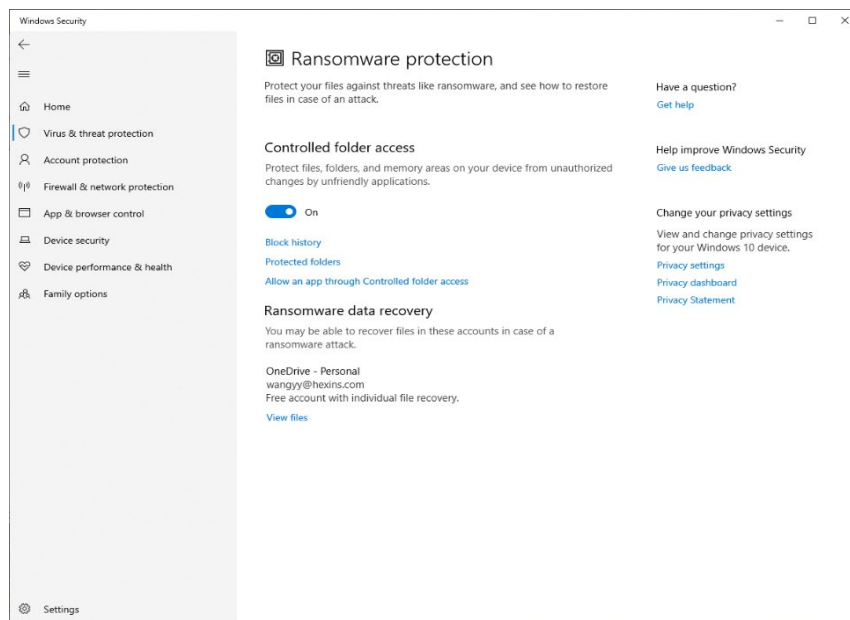 Windows Security
Home
Virus & threat protection
Account protection
Firewall & network protection
App & browser control
Device security
Device performance & health
Family options
Settings
Ransomware protection
Protect your files against threats like ransomware, and see how to restore
files in case of an attack.
Controlled folder access
Protect files, folders, and memory areas on your device from unauthorized
changes by unfriendly applications.
On
Block history
Protected folders
Allow an app through Controlled folder access
Ransomware data recovery
You may be able to recover files in these accounts in case of a
ransomware attack.
OneDrive - Personal
wangyy@hexins.com
Free account with individual file recovery.
View files
Have a question?
Get help
Help improve Windows Security
Give us feedback
Change your privacy settings
View and change privacy settings
for your Windows 10 device.
Privacy settings
Privacy dashboard
Privacy Statement